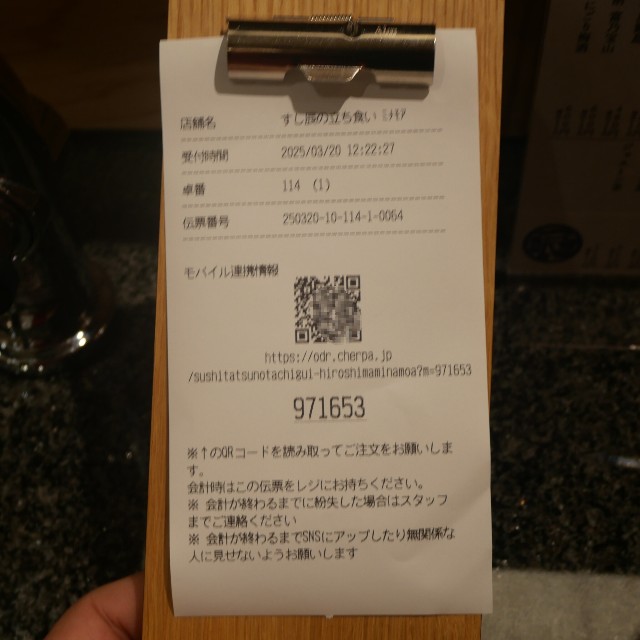 店舗名 すし辰の立ち食い ﾐﾅﾓｱ
受付時間 2025/03/20 12:22:27
卓番 114 (1)
伝票番号 250320-10-114-1-0064
モバイル連携情報
https://odr.cherpa.jp
/sushitatsunotachigui-hiroshimaminamoa?m=971653
971653
※↑のQRコードを読み取ってご注文をお願いしま
す。
会計時はこの伝票をレジにお持ちください。
※ 会計が終わるまでに紛失した場合はスタッフ
までご連絡ください
※ 会計が終わるまでSNSにアップしたり無関係な
人に見せないようお願いします